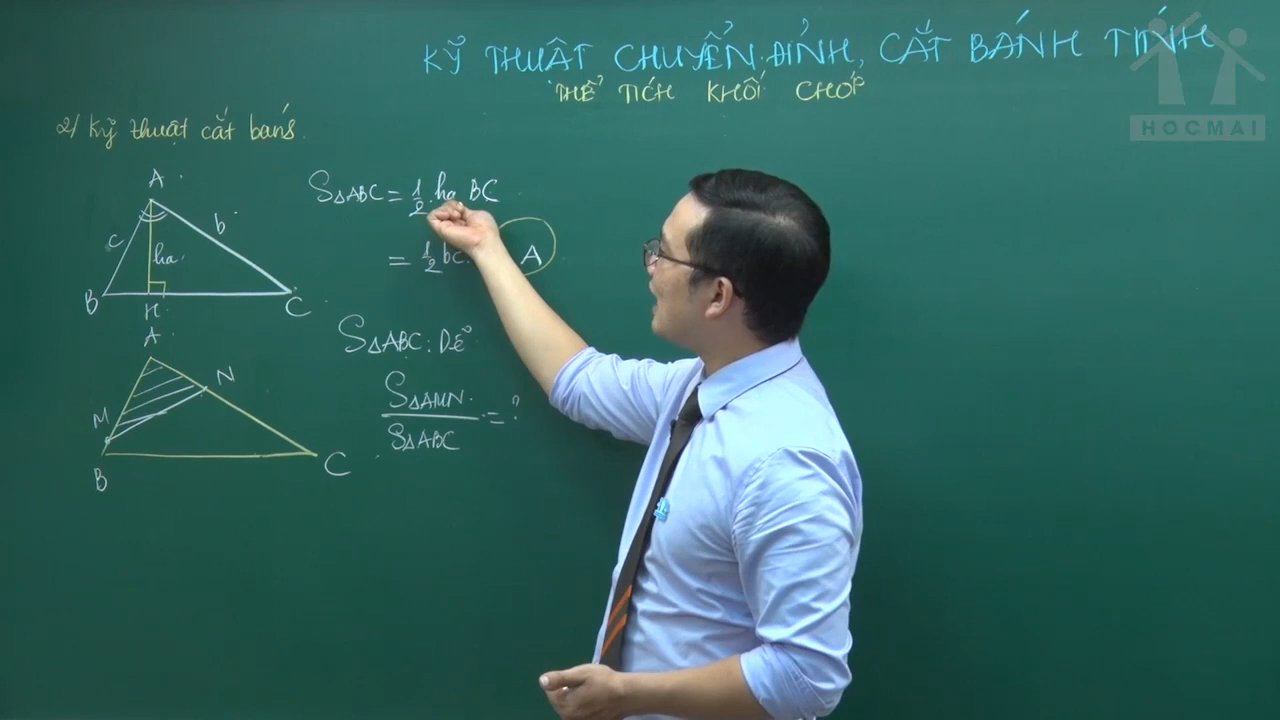 KỸ THUẬT CHUYỂN ĐỈNH, CẮT BÁNH TÍNH
THỂ TÍCH KHỐI CHÓP
HOCMAI
2/ Kỹ thuật cắt bánh
A
c
b
ha
B
H
C
S△ABC = 1/2 . ha BC
= 1/2 bc. A
A
N
M
B
C
S△ABC: Dễ
S△AMN / S△ABC = ?